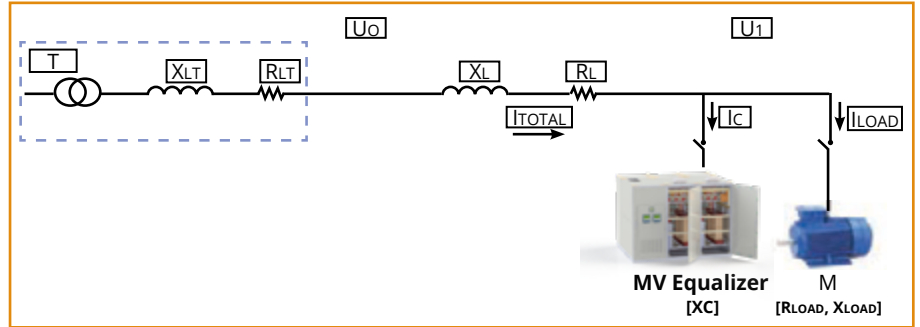 U0 U1
T
XLT RLT XL RL
ITOTAL IC ILOAD
MV Equalizer M
[XC] [RLOAD, XLOAD]